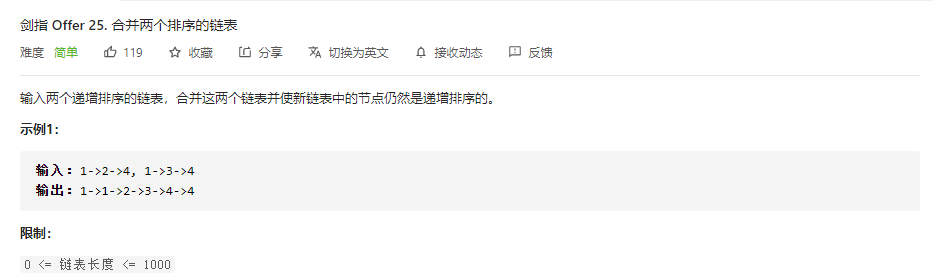 剑指 Offer 25. 合并两个排序的链表
难度 简单 119 收藏 分享 切换为英文 接收动态 反馈
输入两个递增排序的链表，合并这两个链表并使新链表中的节点仍然是递增排序的。
示例1：
输入：1->2->4, 1->3->4
输出：1->1->2->3->4->4
限制：
0 <= 链表长度 <= 1000